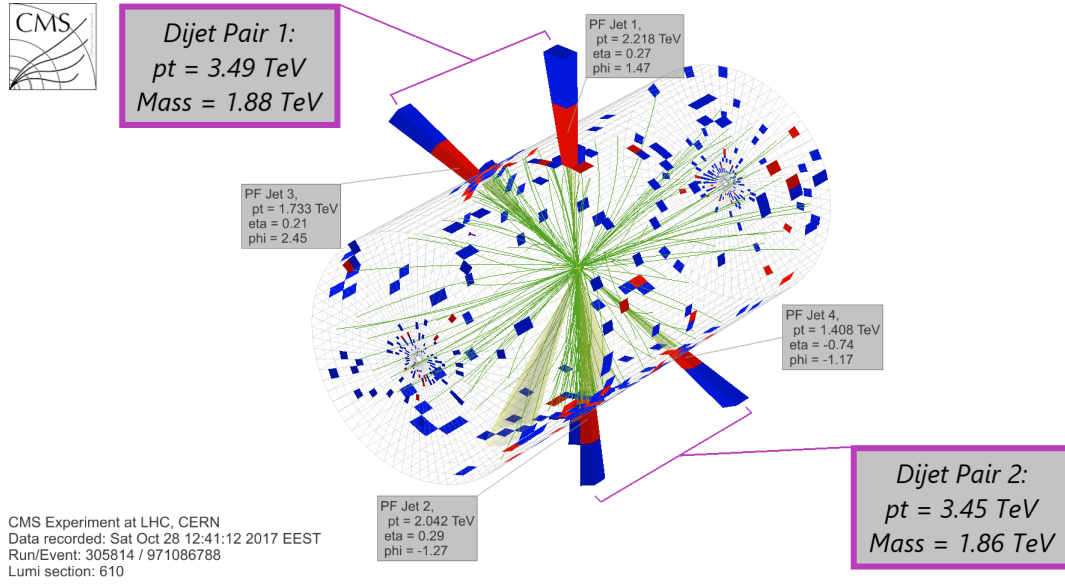 CMS
Dijet Pair 1:
pt = 3.49 TeV
Mass = 1.88 TeV
PF Jet 1,
pt = 2.218 TeV
eta = 0.27
phi = 1.47
PF Jet 3,
pt = 1.733 TeV
eta = 0.21
phi = 2.45
PF Jet 4,
pt = 1.408 TeV
eta = -0.74
phi = -1.17
PF Jet 2,
pt = 2.042 TeV
eta = 0.29
phi = -1.27
Dijet Pair 2:
pt = 3.45 TeV
Mass = 1.86 TeV
CMS Experiment at LHC, CERN
Data recorded: Sat Oct 28 12:41:12 2017 EEST
Run/Event: 305814 / 971086788
Lumi section: 610